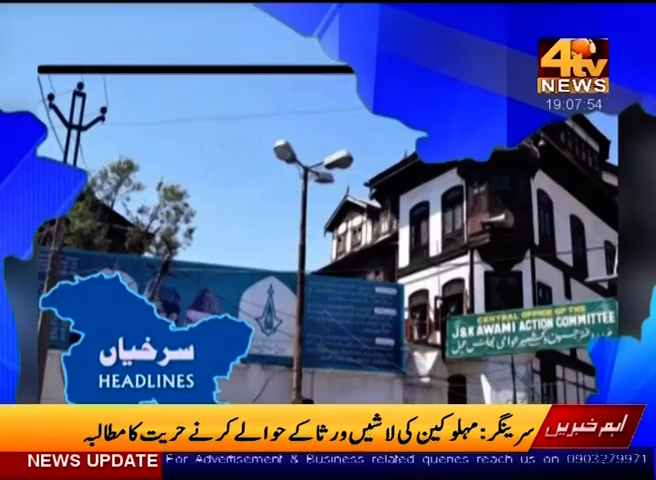 4tv
NEWS
19:07:54
CENTRAL OFFICE OF THE
J&K AWAMI ACTION COMMITTEE
سرخیاں
HEADLINES
اہم خبریں
سرینگر: مہلوکین کی لاشیں ورثا کے حوالے کرنے حریت کا مطالبہ
NEWS UPDATE
For Advertisement & Business related queries reach us on 0903279971